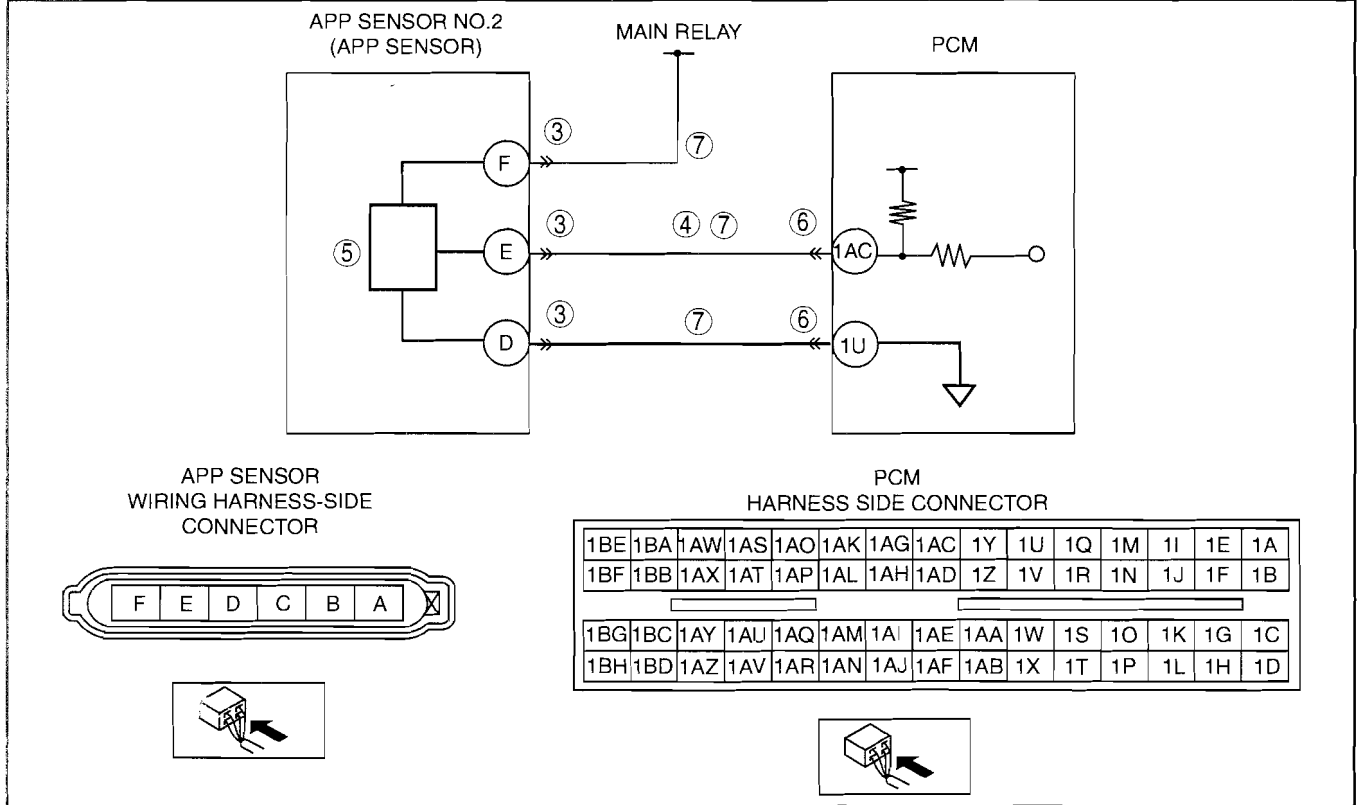 APP SENSOR NO.2
(APP SENSOR)
MAIN RELAY
PCM
③
⑦
F
③
④ ⑦
⑥
⑤
E
1AC
③
⑦
⑥
D
1U
APP SENSOR
WIRING HARNESS-SIDE
CONNECTOR
F E D C B A
PCM
HARNESS SIDE CONNECTOR
1BE 1BA 1AW 1AS 1AO 1AK 1AG 1AC 1Y 1U 1Q 1M 1I 1E 1A
1BF 1BB 1AX 1AT 1AP 1AL 1AH 1AD 1Z 1V 1R 1N 1J 1F 1B
1BG 1BC 1AY 1AU 1AQ 1AM 1AI 1AE 1AA 1W 1S 1O 1K 1G 1C
1BH 1BD 1AZ 1AV 1AR 1AN 1AJ 1AF 1AB 1X 1T 1P 1L 1H 1D